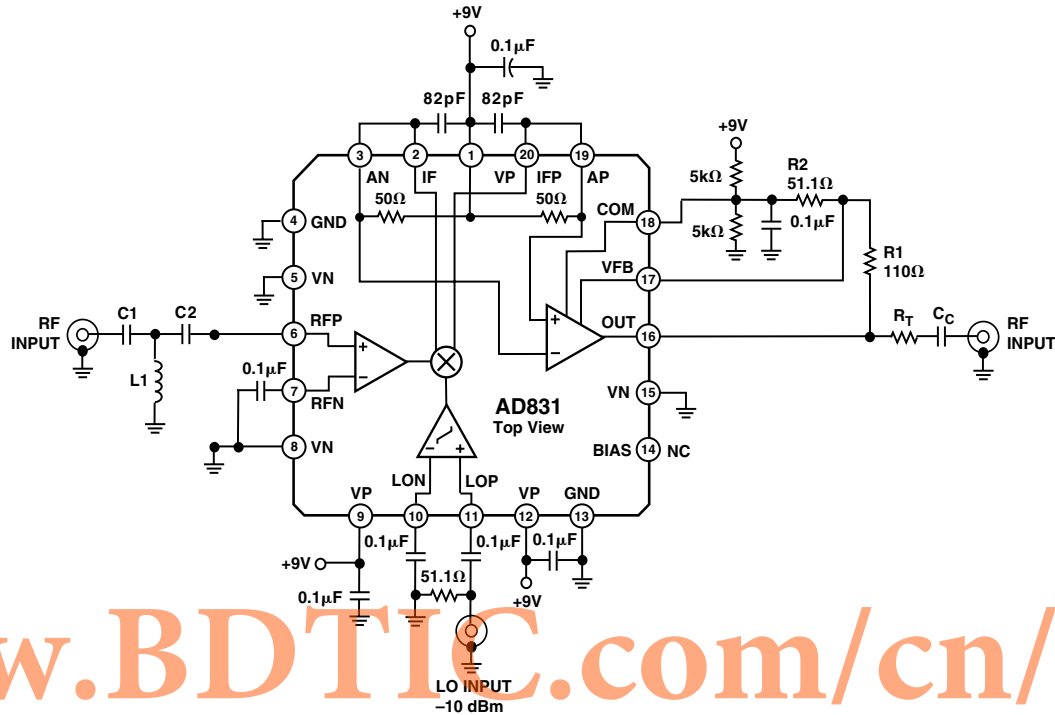 +9V
0.1µF
82pF 82pF
+9V
3 2 1 20 19
AN IF VP IFP AP
5kΩ
R2
51.1Ω
50Ω 50Ω
COM 18
4 GND
5kΩ
0.1µF
R1
110Ω
5 VN
VFB 17
C1 C2
RF
INPUT
6 RFP
OUT 16
RT
CC
RF
INPUT
L1
0.1µF
7 RFN
+ −
+ −
AD831
Top View
VN 15
8 VN
− +
BIAS 14 NC
LON LOP
VP VP GND
9 10 11 12 13
0.1µF 0.1µF 0.1µF
+9V
51.1Ω
0.1µF
+9V
LO INPUT
−10 dBm
w.BDTIC.com/cn/